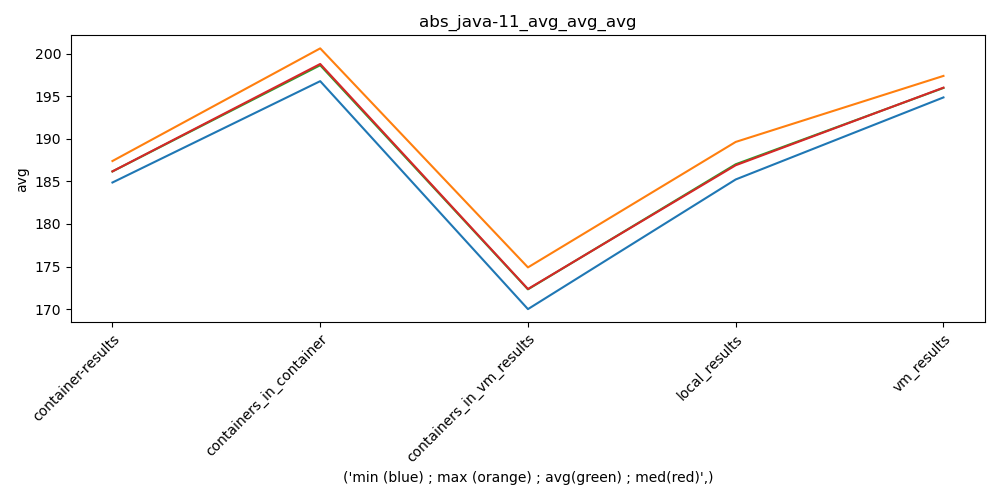 abs_java-11_avg_avg_avg
avg
200
195
190
185
180
175
170
container-results
containers_in_container
containers_in_vm_results
local_results
vm_results
('min (blue) ; max (orange) ; avg(green) ; med(red)',)